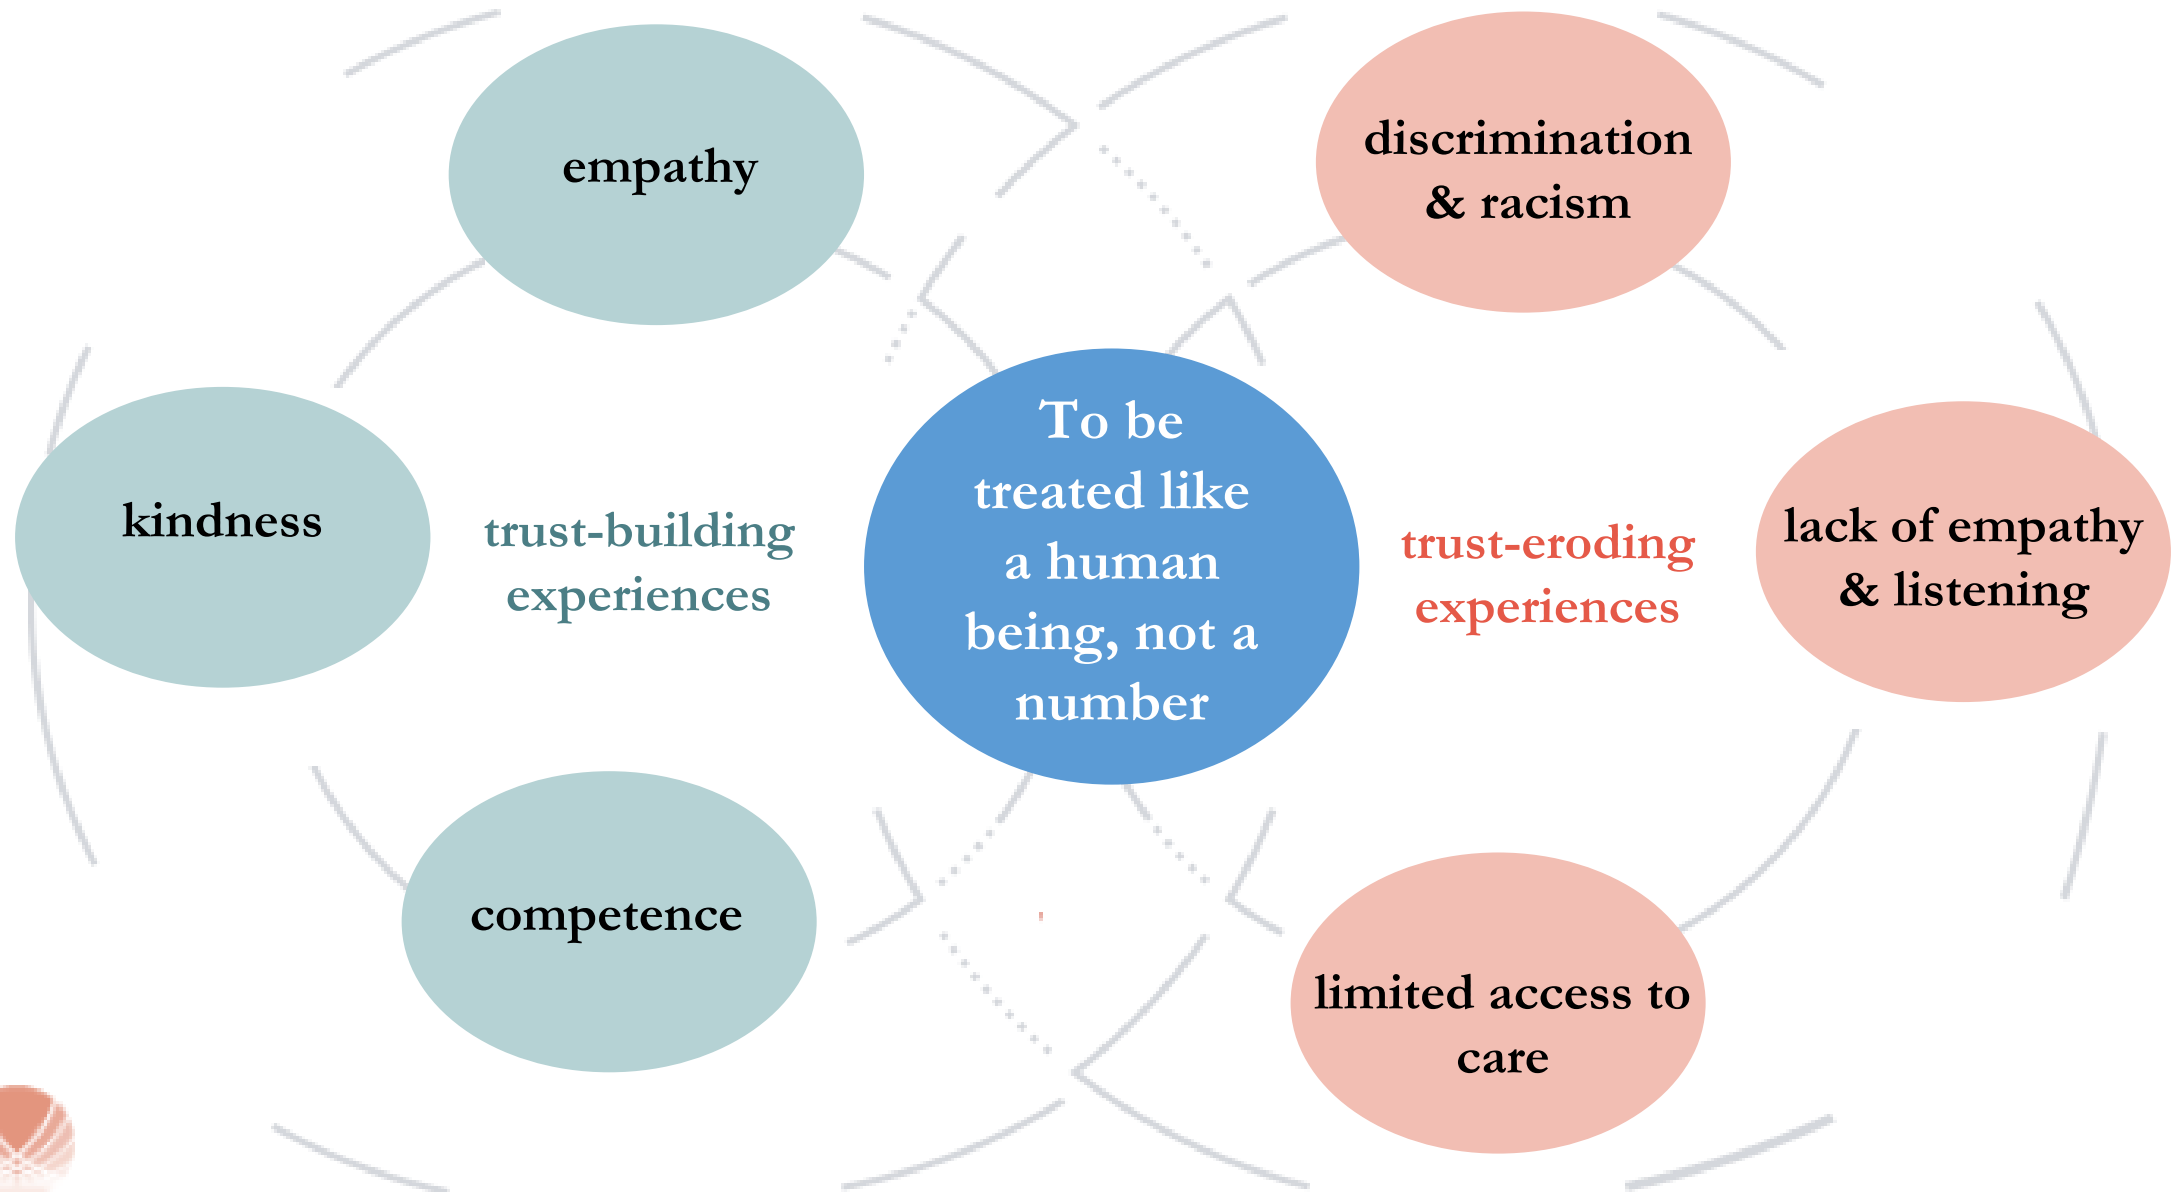 empathy
kindness
competence
trust-building
experiences
To be
treated like
a human
being, not a
number
trust-eroding
experiences
discrimination
& racism
lack of empathy
& listening
limited access to
care